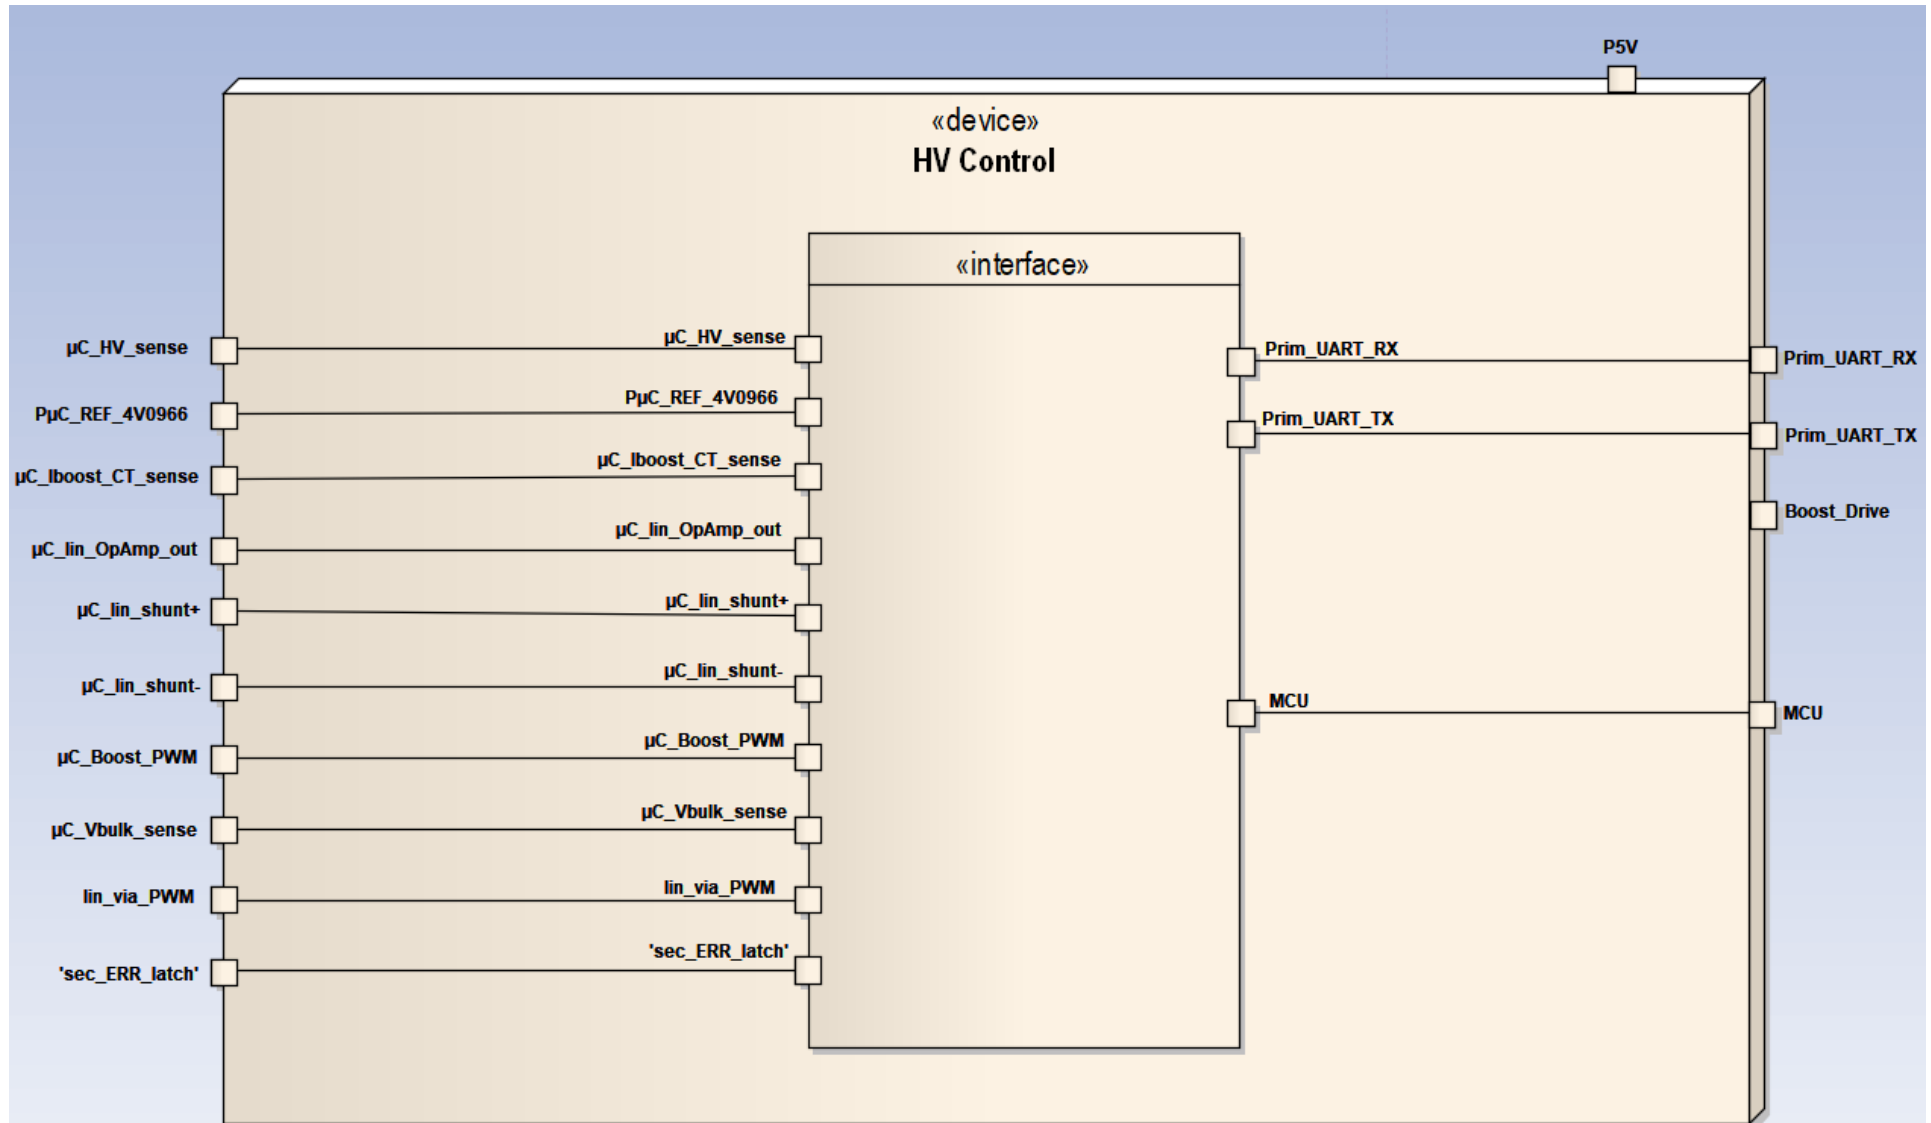 P5V
«device»
HV Control
«interface»
µC_HV_sense
µC_HV_sense
Prim_UART_RX
Prim_UART_RX
PµC_REF_4V0966
PµC_REF_4V0966
Prim_UART_TX
Prim_UART_TX
µC_Iboost_CT_sense
µC_Iboost_CT_sense
Boost_Drive
µC_Iin_OpAmp_out
µC_Iin_OpAmp_out
µC_Iin_shunt+
µC_Iin_shunt+
µC_Iin_shunt-
µC_Iin_shunt-
MCU
MCU
µC_Boost_PWM
µC_Boost_PWM
µC_Vbulk_sense
µC_Vbulk_sense
Iin_via_PWM
Iin_via_PWM
'sec_ERR_latch'
'sec_ERR_latch'